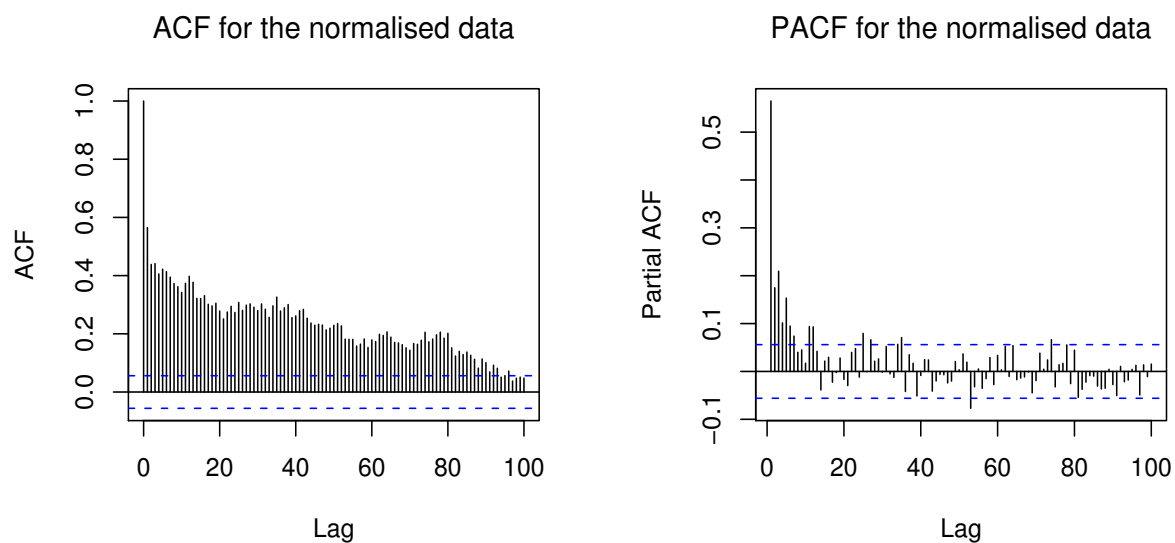 ACF for the normalised data
ACF
1.0
0.8
0.6
0.4
0.2
0.0
0 20 40 60 80 100
Lag
PACF for the normalised data
Partial ACF
0.5
0.3
0.1
−0.1
0 20 40 60 80 100
Lag